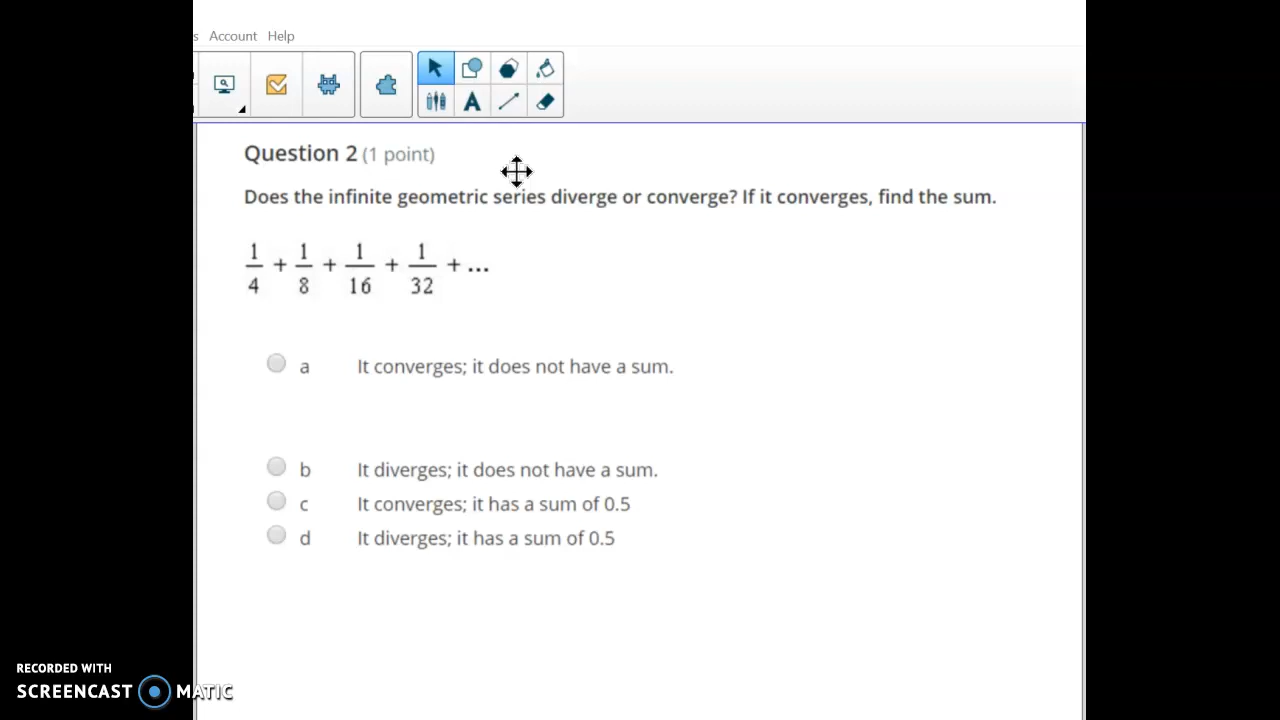 s Account Help
Question 2 (1 point)
Does the infinite geometric series diverge or converge? If it converges, find the sum.
1/4 + 1/8 + 1/16 + 1/32 + ...
a It converges; it does not have a sum.
b It diverges; it does not have a sum.
c It converges; it has a sum of 0.5
d It diverges; it has a sum of 0.5
RECORDED WITH
SCREENCAST MATIC